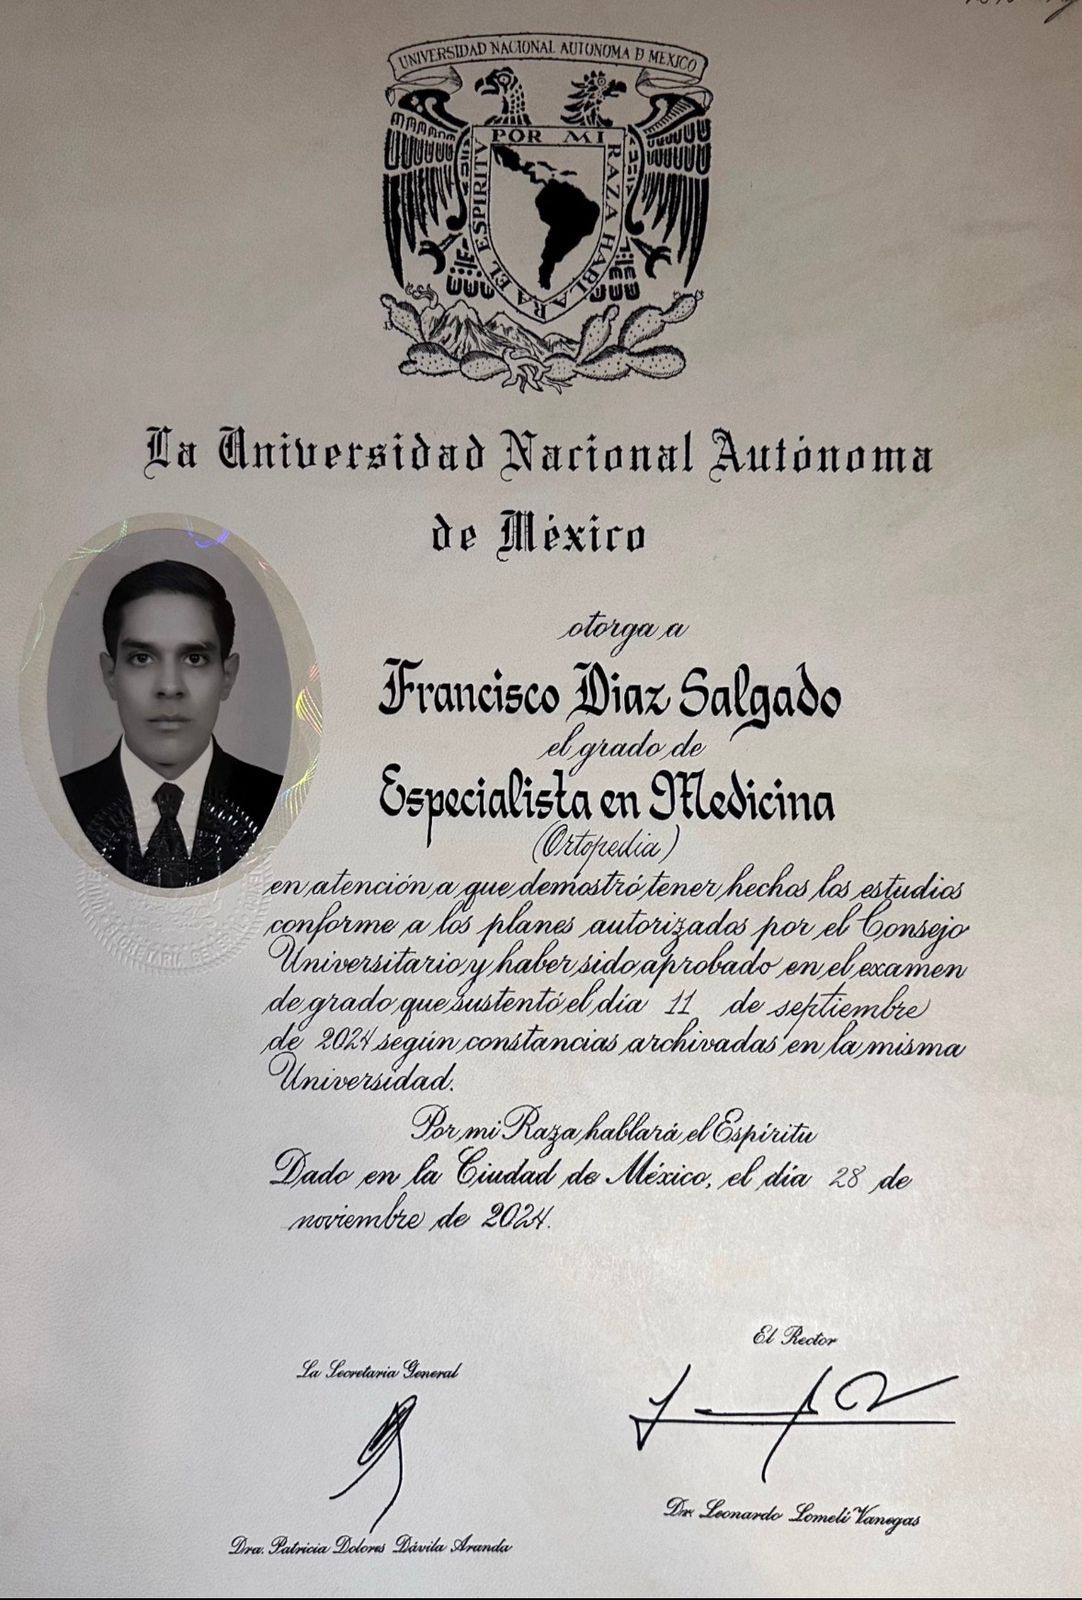 UNIVERSIDAD NACIONAL AUTONOMA D MEXICO
POR MI RAZA HABLARA EL ESPIRITU
La Universidad Nacional Autónoma
de México
otorga a
Francisco Diaz Salgado
el grado de
Especialista en Medicina
(Ortopedia)
en atención a que demostró tener hechos los estudios
conforme a los planes autorizados por el Consejo
Universitario y haber sido aprobado en el examen
de grado que sustentó el día 11 de septiembre
de 2024 según constancias archivadas en la misma
Universidad.
Por mi Raza hablará el Espíritu
Dado en la Ciudad de México, el día 28 de
noviembre de 2024.
El Rector
La Secretaria General
Dr. Leonardo Lomelí Vanegas
Dra. Patricia Dolores Dávila Aranda